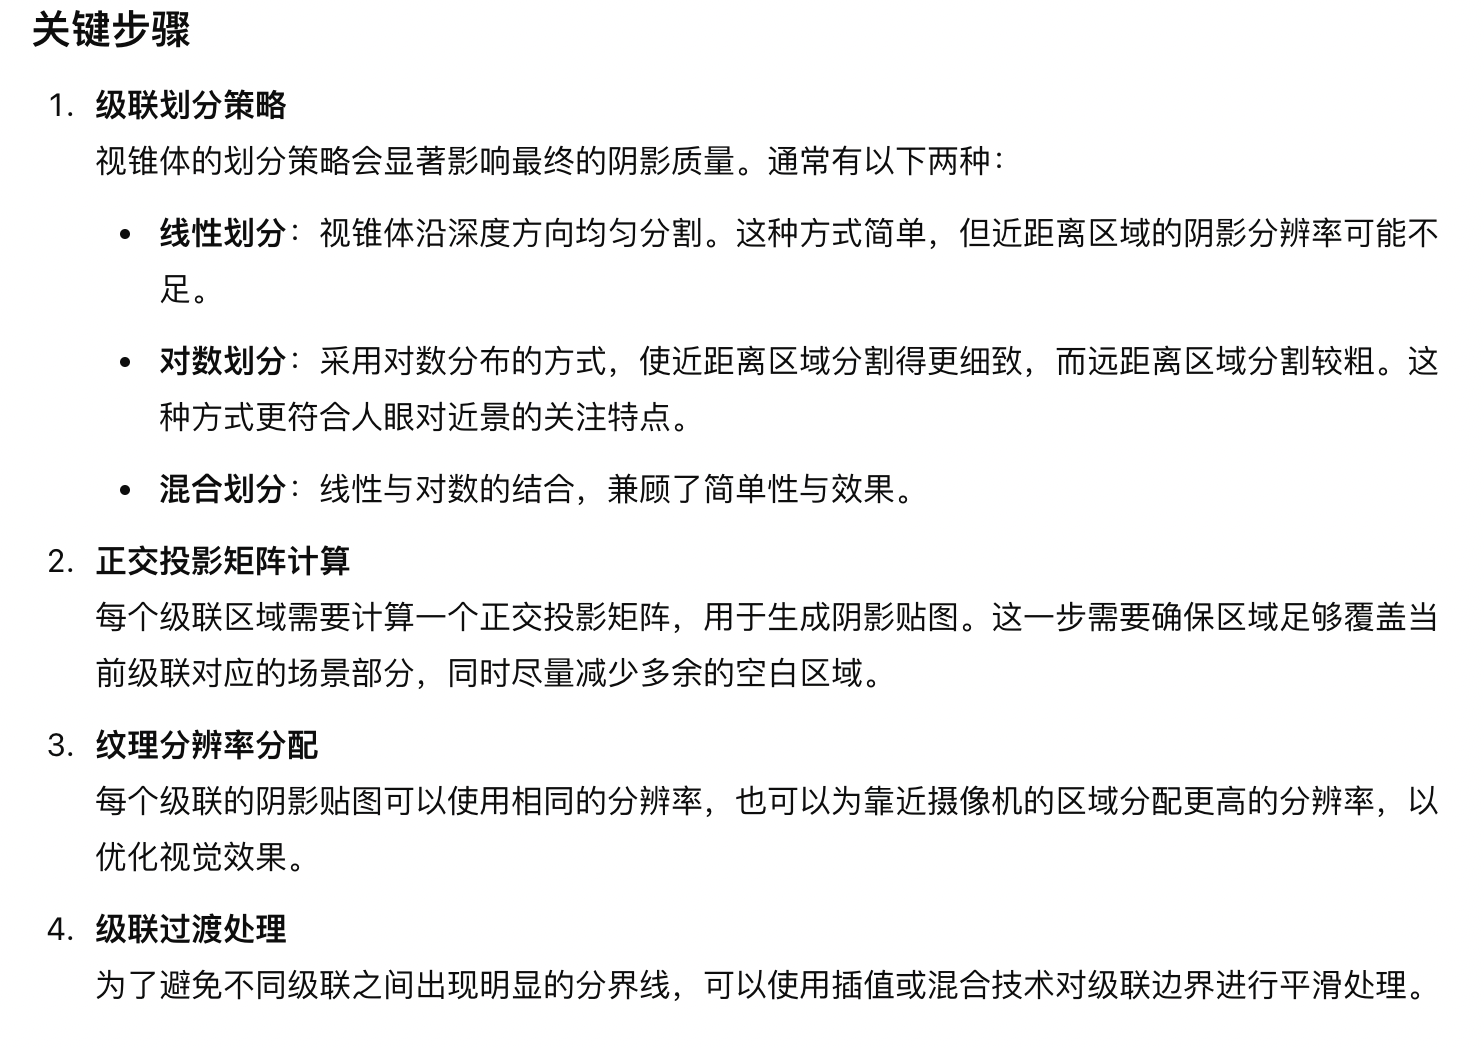 关键步骤
1. 级联划分策略
视锥体的划分策略会显著影响最终的阴影质量。通常有以下两种：
• 线性划分：视锥体沿深度方向均匀分割。这种方式简单，但近距离区域的阴影分辨率可能不
足。
• 对数划分：采用对数分布的方式，使近距离区域分割得更细致，而远距离区域分割较粗。这
种方式更符合人眼对近景的关注特点。
• 混合划分：线性与对数的结合，兼顾了简单性与效果。
2. 正交投影矩阵计算
每个级联区域需要计算一个正交投影矩阵，用于生成阴影贴图。这一步需要确保区域足够覆盖当
前级联对应的场景部分，同时尽量减少多余的空白区域。
3. 纹理分辨率分配
每个级联的阴影贴图可以使用相同的分辨率，也可以为靠近摄像机的区域分配更高的分辨率，以
优化视觉效果。
4. 级联过渡处理
为了避免不同级联之间出现明显的分界线，可以使用插值或混合技术对级联边界进行平滑处理。